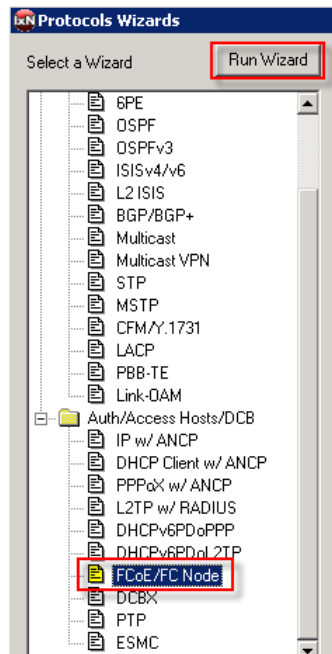 IxN Protocols Wizards
Select a Wizard Run Wizard
6PE
OSPF
OSPFv3
ISISv4/v6
L2 ISIS
BGP/BGP+
Multicast
Multicast VPN
STP
MSTP
CFM/Y.1731
LACP
PBB-TE
Link-OAM
Auth/Access Hosts/DCB
IP w/ ANCP
DHCP Client w/ ANCP
PPPoX w/ ANCP
L2TP w/ RADIUS
DHCPv6PDoPPP
DHCPv6PDoL2TP
FCoE/FC Node
DCBX
PTP
ESMC